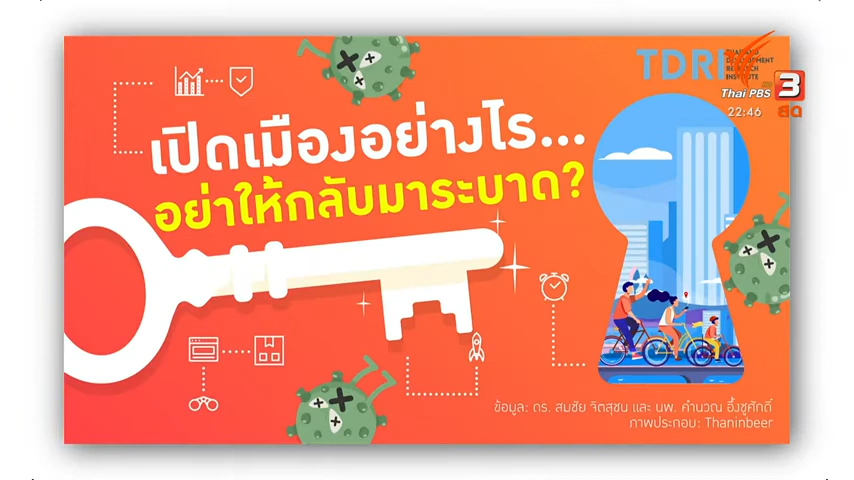 TDRI
THAILAND
DEVELOPMENT
RESEARCH
INSTITUTE
Thai PBS 3
22:46 สด
เปิดเมืองอย่างไร...
อย่าให้กลับมาระบาด?
ข้อมูล: ดร. สมชัย จิตสุชน และ นพ. คำนวณ อึ้งชูศักดิ์
ภาพประกอบ: Thaninbeer